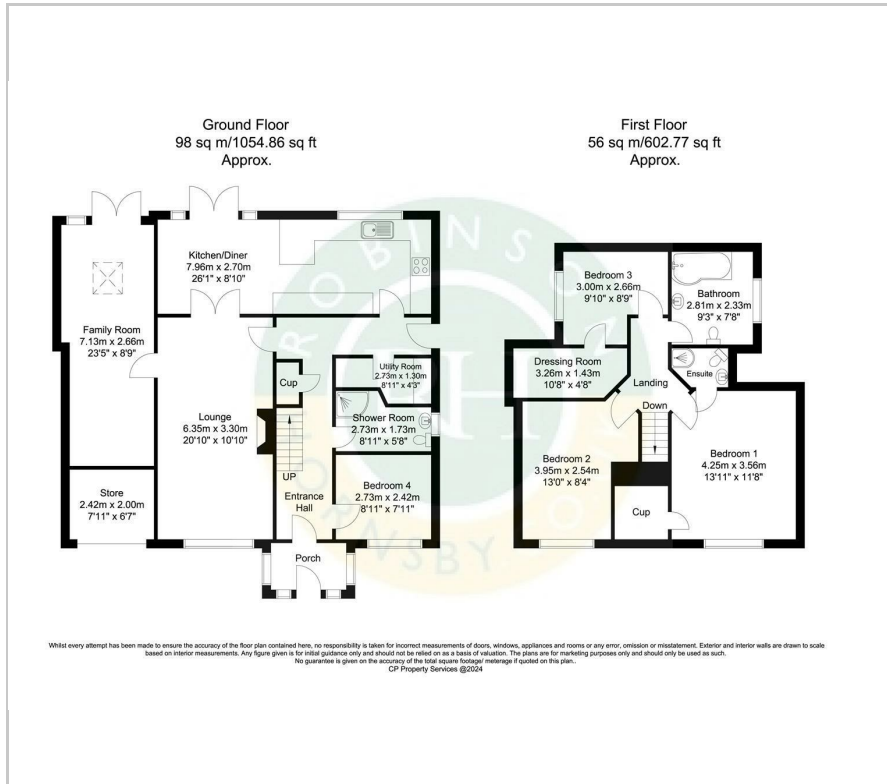 Ground Floor
98 sq m/1054.86 sq ft
Approx.
First Floor
56 sq m/602.77 sq ft
Approx.
Kitchen/Diner
7.96m x 2.70m
26'1" x 8'10"
Family Room
7.13m x 2.66m
23'5" x 8'9"
Lounge
6.35m x 3.30m
20'10" x 10'10"
Cup
Utility Room
2.73m x 1.30m
8'11" x 4'3"
Shower Room
2.73m x 1.73m
8'11" x 5'8"
UP
Entrance
Hall
Bedroom 4
2.73m x 2.42m
8'11" x 7'11"
Store
2.42m x 2.00m
7'11" x 6'7"
Porch
Bedroom 3
3.00m x 2.66m
9'10" x 8'9"
Bathroom
2.81m x 2.33m
9'3" x 7'8"
Dressing Room
3.26m x 1.43m
10'8" x 4'8"
Landing
Ensuite
Down
Bedroom 2
3.95m x 2.54m
13'0" x 8'4"
Bedroom 1
4.25m x 3.56m
13'11" x 11'8"
Cup
ROBINSON
HORNSBY
Whilst every attempt has been made to ensure the accuracy of the floor plan contained here, no responsibility is taken for incorrect measurements of doors, windows, appliances and rooms or any error, omission or misstatement. Exterior and interior walls are drawn to scale
based on interior measurements. Any figure given is for initial guidance only and should not be relied on as a basis of valuation. The plans are for marketing purposes only and should only be used as such.
No guarantee is given on the accuracy of the total square footage/ meterage if quoted on this plan..
CP Property Services @2024